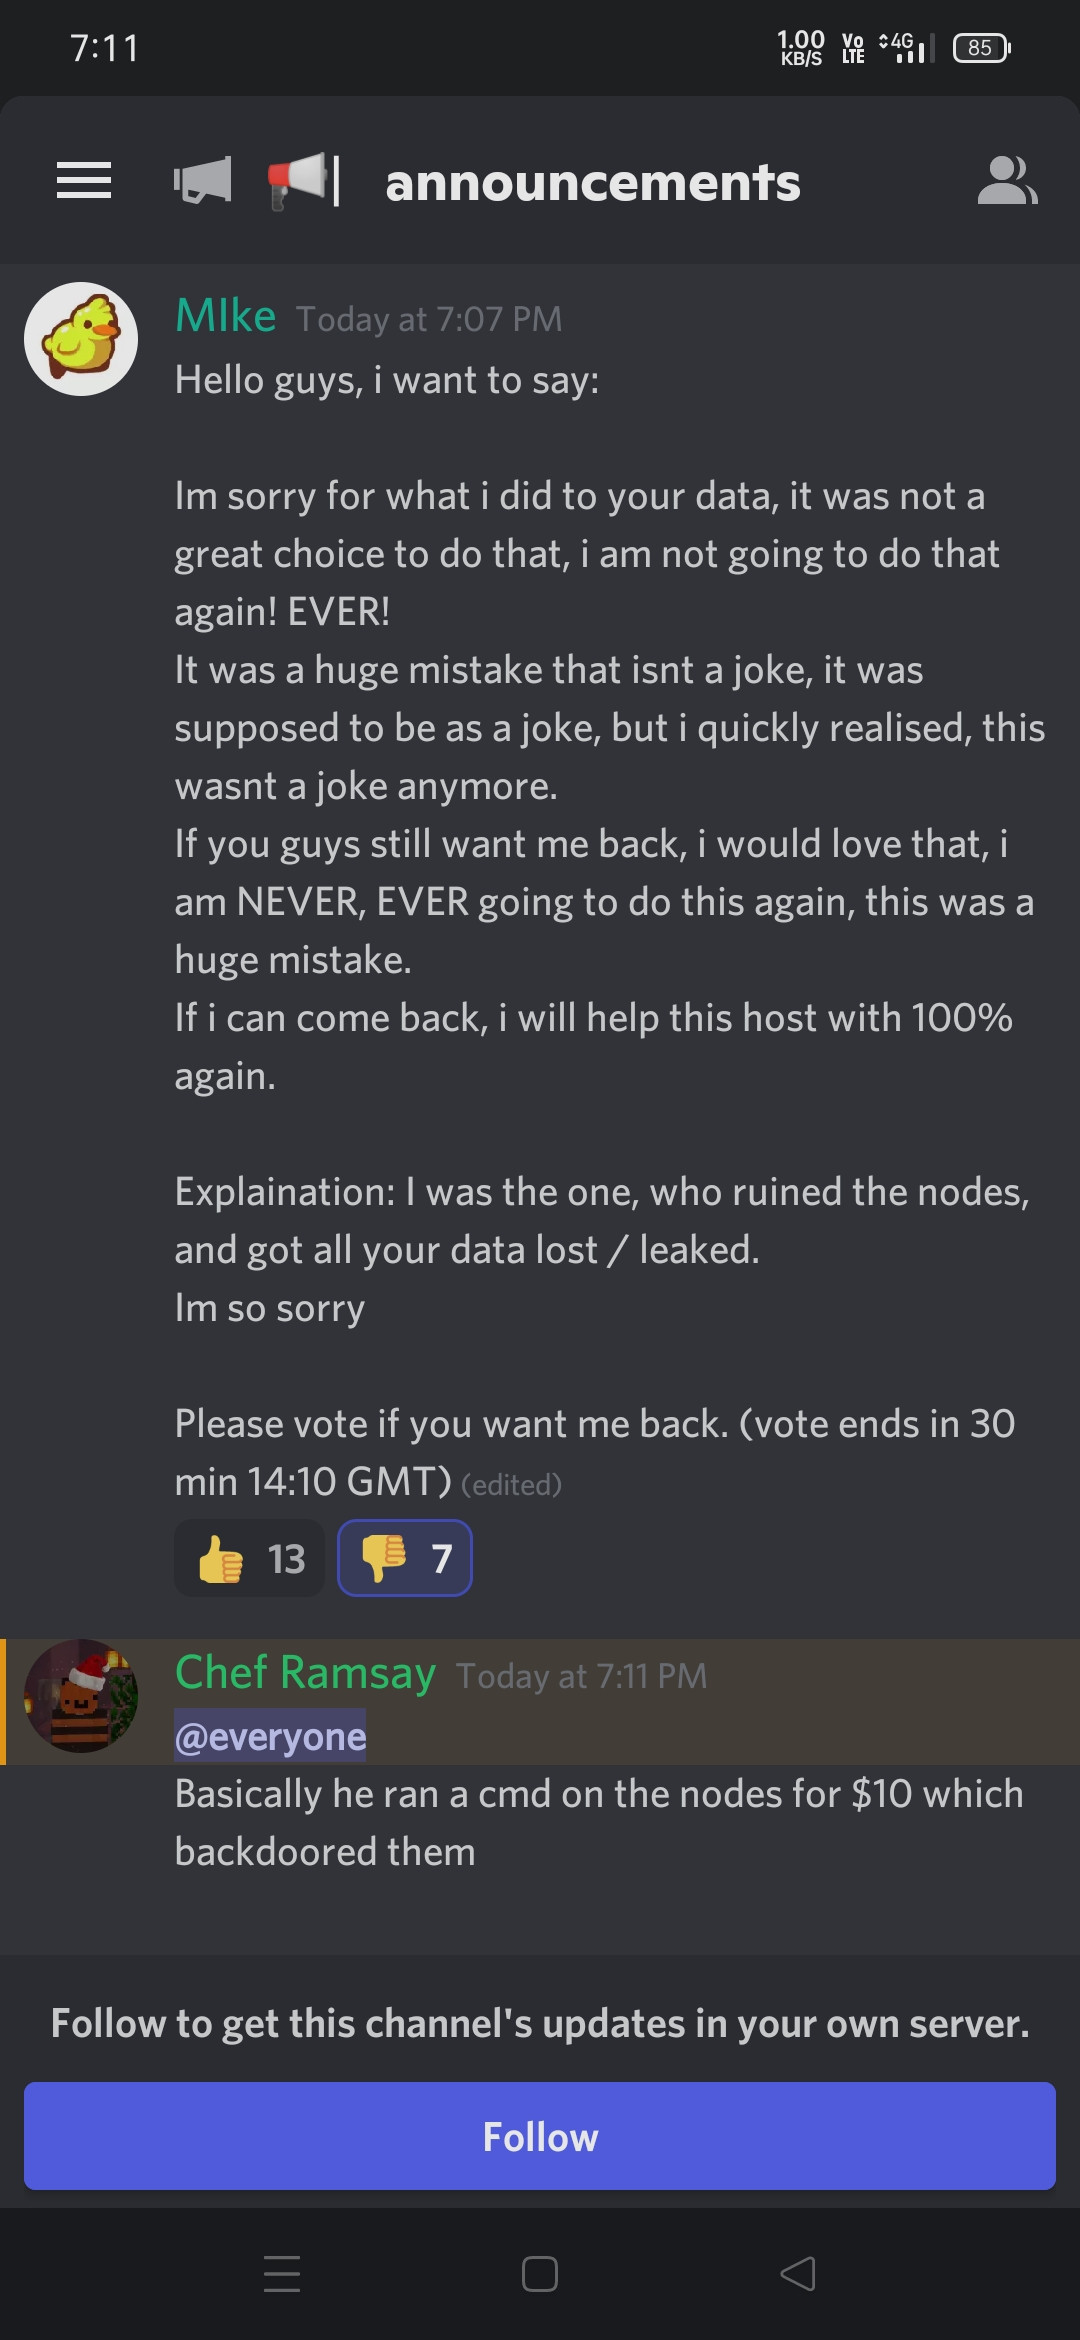 7:11
1.00 KB/S Vo LTE 4G 85
announcements
MIke Today at 7:07 PM
Hello guys, i want to say:
Im sorry for what i did to your data, it was not a
great choice to do that, i am not going to do that
again! EVER!
It was a huge mistake that isnt a joke, it was
supposed to be as a joke, but i quickly realised, this
wasnt a joke anymore.
If you guys still want me back, i would love that, i
am NEVER, EVER going to do this again, this was a
huge mistake.
If i can come back, i will help this host with 100%
again.
Explaination: I was the one, who ruined the nodes,
and got all your data lost / leaked.
Im so sorry
Please vote if you want me back. (vote ends in 30
min 14:10 GMT) (edited)
13 7
Chef Ramsay Today at 7:11 PM
@everyone
Basically he ran a cmd on the nodes for $10 which
backdoored them
Follow to get this channel's updates in your own server.
Follow